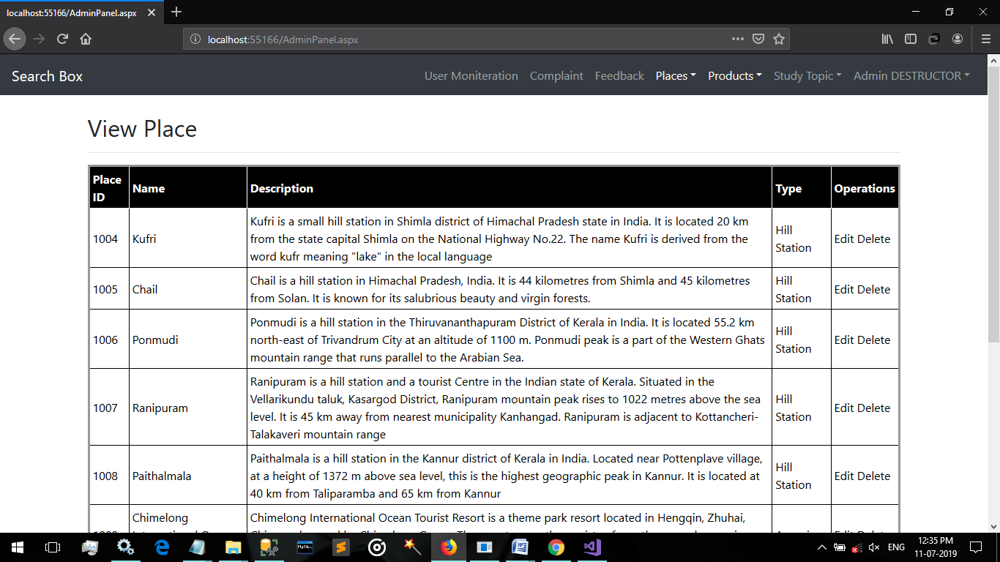 localhost:55166/AdminPanel.aspx
localhost:55166/AdminPanel.aspx
Search Box
User Moniteration Complaint Feedback Places Products Study Topic Admin DESTRUCTOR
View Place
Place ID Name Description Type Operations
1004 Kufri
Kufri is a small hill station in Shimla district of Himachal Pradesh state in India. It is located 20 km
from the state capital Shimla on the National Highway No.22. The name Kufri is derived from the
word kufr meaning "lake" in the local language
Hill
Station
Edit Delete
1005 Chail
Chail is a hill station in Himachal Pradesh, India. It is 44 kilometres from Shimla and 45 kilometres
from Solan. It is known for its salubrious beauty and virgin forests.
Hill
Station
Edit Delete
1006 Ponmudi
Ponmudi is a hill station in the Thiruvananthapuram District of Kerala in India. It is located 55.2 km
north-east of Trivandrum City at an altitude of 1100 m. Ponmudi peak is a part of the Western Ghats
mountain range that runs parallel to the Arabian Sea.
Hill
Station
Edit Delete
1007 Ranipuram
Ranipuram is a hill station and a tourist Centre in the Indian state of Kerala. Situated in the
Vellarikundu taluk, Kasargod District, Ranipuram mountain peak rises to 1022 metres above the sea
level. It is 45 km away from nearest municipality Kanhangad. Ranipuram is adjacent to Kottancheri-
Talakaveri mountain range
Hill
Station
Edit Delete
1008 Paithalmala
Paithalmala is a hill station in the Kannur district of Kerala in India. Located near Pottenplave village,
at a height of 1372 m above sea level, this is the highest geographic peak in Kannur. It is located at
40 km from Taliparamba and 65 km from Kannur
Hill
Station
Edit Delete
Chimelong
Chimelong International Ocean Tourist Resort is a theme park resort located in Hengqin, Zhuhai,
MySQL
ENG
12:35 PM
11-07-2019